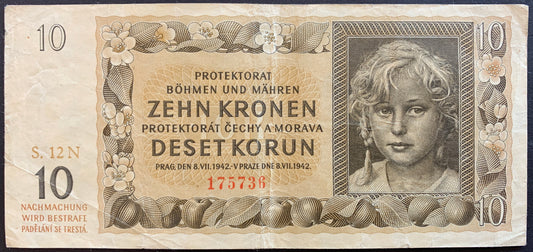 10
10
PROTEKTORAT
BÖHMEN UND MÄHREN
ZEHN KRONEN
PROTEKTORÁT ČECHY A MORAVA
DESET KORUN
PRAG, DEN 8. VII. 1942. - V PRAZE DNE 8. VII. 1942.
175736
S. 12 N
10
NACHMACHUNG
WIRD BESTRAFT.
PADĚLÁNÍ SE TRESTÁ.
10